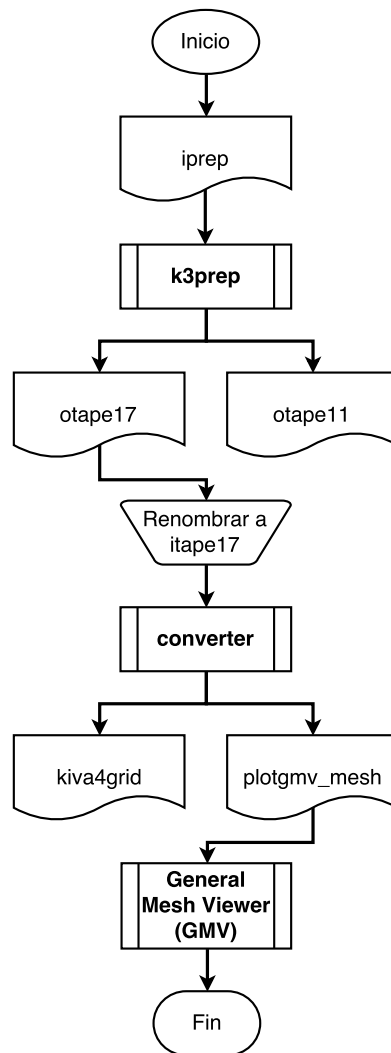 Inicio
iprep
k3prep
otape17
otape11
Renombrar a
itape17
converter
kiva4grid
plotgmv_mesh
General
Mesh Viewer
(GMV)
Fin